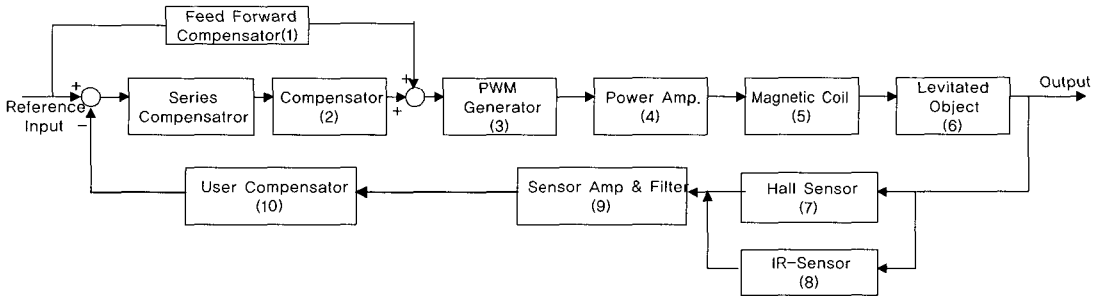 Feed Forward
Compensator(1)
+
+
Reference
Input
−
Series
Compensatror
Compensator
(2)
+
PWM
Generator
(3)
Power Amp.
(4)
Magnetic Coil
(5)
Levitated
Object
(6)
Output
User Compensator
(10)
Sensor Amp & Filter
(9)
Hall Sensor
(7)
IR-Sensor
(8)